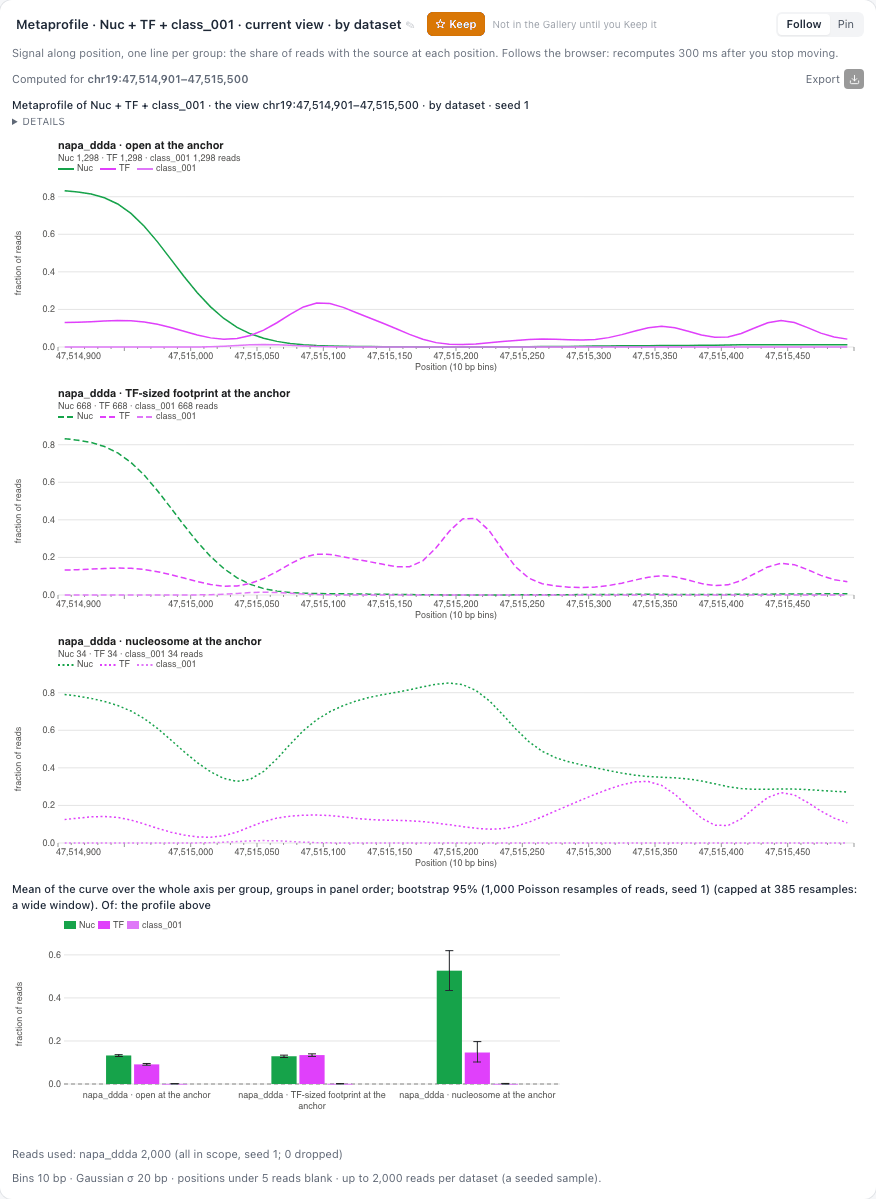 Metaprofile · Nuc + TF + class_001 · current view · by dataset
Keep
Not in the Gallery until you Keep it
Follow
Pin
Signal along position, one line per group: the share of reads with the source at each position. Follows the browser: recomputes 300 ms after you stop moving.
Computed for chr19:47,514,901–47,515,500
Export
Metaprofile of Nuc + TF + class_001 · the view chr19:47,514,901–47,515,500 · by dataset · seed 1
▶ DETAILS
napa_ddda · open at the anchor
Nuc 1,298 · TF 1,298 · class_001 1,298 reads
Nuc TF class_001
fraction of reads
0.8
0.6
0.4
0.2
0.0
47,514,900 47,515,000 47,515,050 47,515,100 47,515,150 47,515,200 47,515,250 47,515,300 47,515,350 47,515,400 47,515,450
Position (10 bp bins)
napa_ddda · TF-sized footprint at the anchor
Nuc 668 · TF 668 · class_001 668 reads
Nuc TF class_001
fraction of reads
0.8
0.6
0.4
0.2
0.0
47,514,900 47,515,000 47,515,050 47,515,100 47,515,150 47,515,200 47,515,250 47,515,300 47,515,350 47,515,400 47,515,450
Position (10 bp bins)
napa_ddda · nucleosome at the anchor
Nuc 34 · TF 34 · class_001 34 reads
Nuc TF class_001
fraction of reads
0.8
0.6
0.4
0.2
0.0
47,514,900 47,515,000 47,515,050 47,515,100 47,515,150 47,515,200 47,515,250 47,515,300 47,515,350 47,515,400 47,515,450
Position (10 bp bins)
Mean of the curve over the whole axis per group, groups in panel order; bootstrap 95% (1,000 Poisson resamples of reads, seed 1) (capped at 385 resamples:
a wide window). Of: the profile above
Nuc TF class_001
fraction of reads
0.6
0.4
0.2
0.0
napa_ddda · open at the anchor
napa_ddda · TF-sized footprint at the
anchor
napa_ddda · nucleosome at the anchor
Reads used: napa_ddda 2,000 (all in scope, seed 1; 0 dropped)
Bins 10 bp · Gaussian σ 20 bp · positions under 5 reads blank · up to 2,000 reads per dataset (a seeded sample).